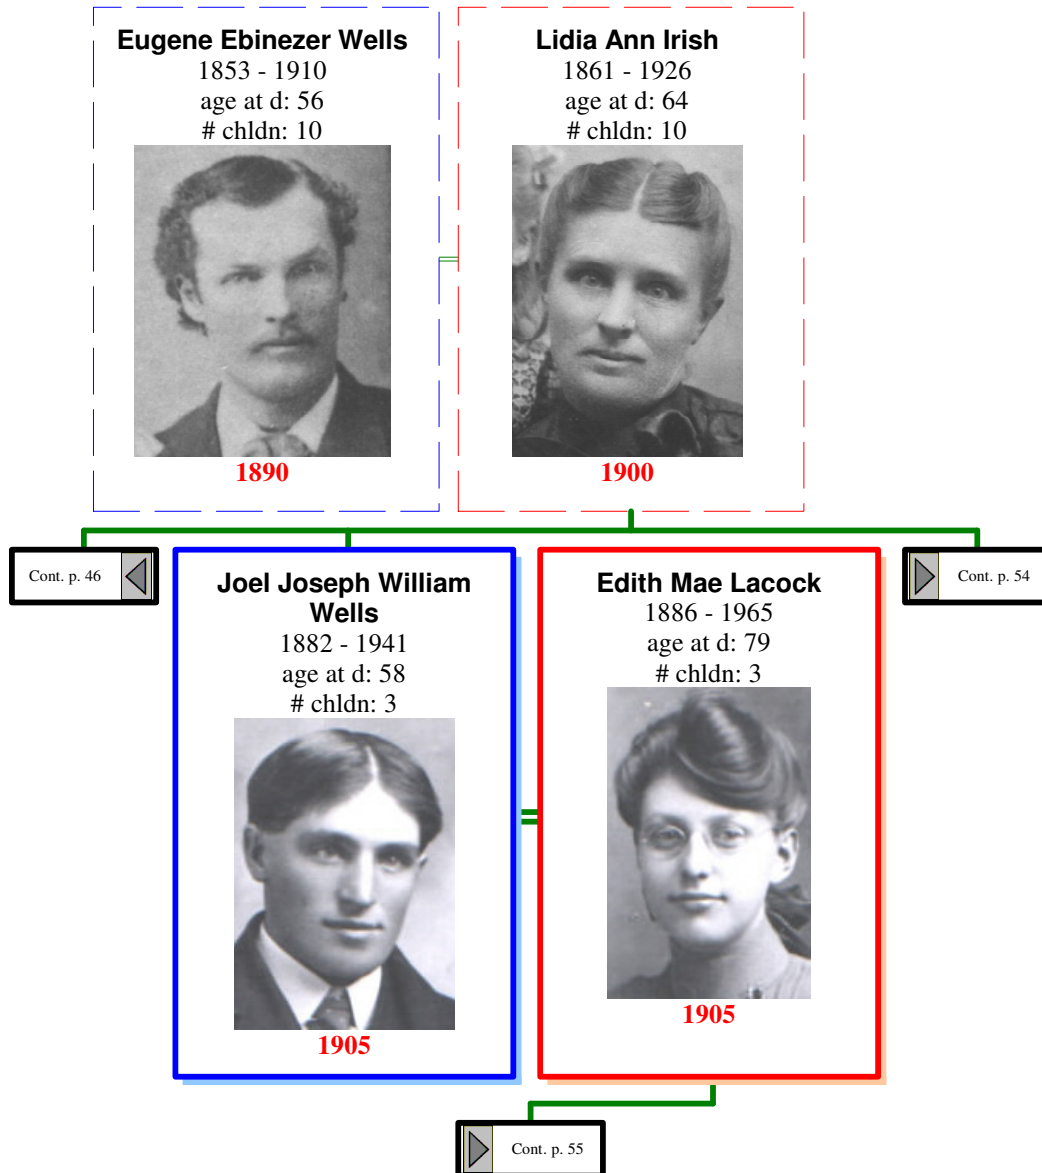 Eugene Ebinezer Wells
1853 - 1910
age at d: 56
# chldn: 10
1890
Lidia Ann Irish
1861 - 1926
age at d: 64
# chldn: 10
1900
Cont. p. 46
Joel Joseph William
Wells
1882 - 1941
age at d: 58
# chldn: 3
1905
Edith Mae Lacock
1886 - 1965
age at d: 79
# chldn: 3
1905
Cont. p. 54
Cont. p. 55